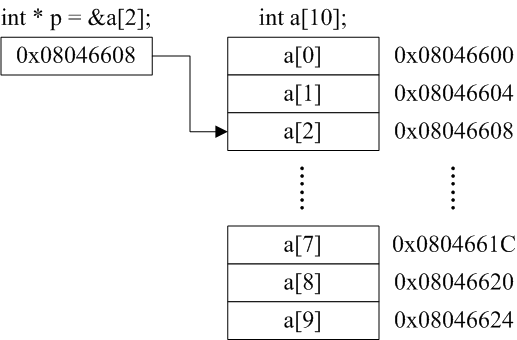 int * p = &a[2];
int a[10];
0x08046608
a[0]
0x08046600
a[1]
0x08046604
a[2]
0x08046608
a[7]
0x0804661C
a[8]
0x08046620
a[9]
0x08046624